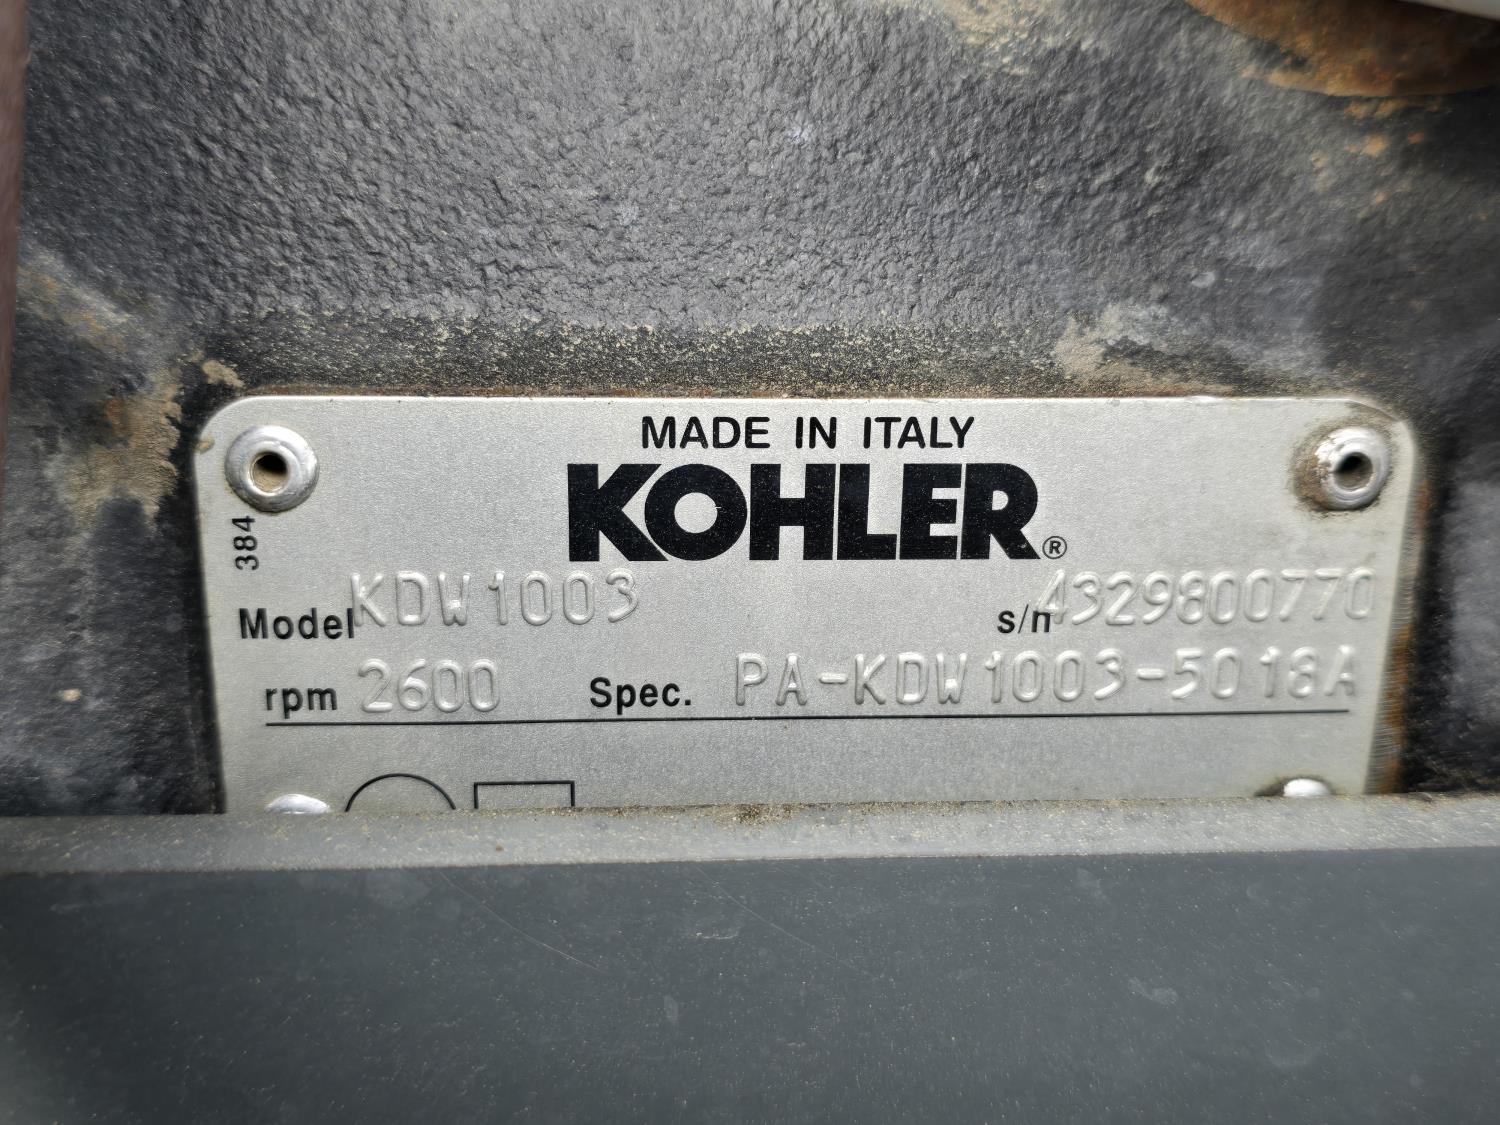 MADE IN ITALY
KOHLER®
384
Model KDW1003 s/n 4329800770
rpm 2600 Spec. PA-KDW1003-5018A